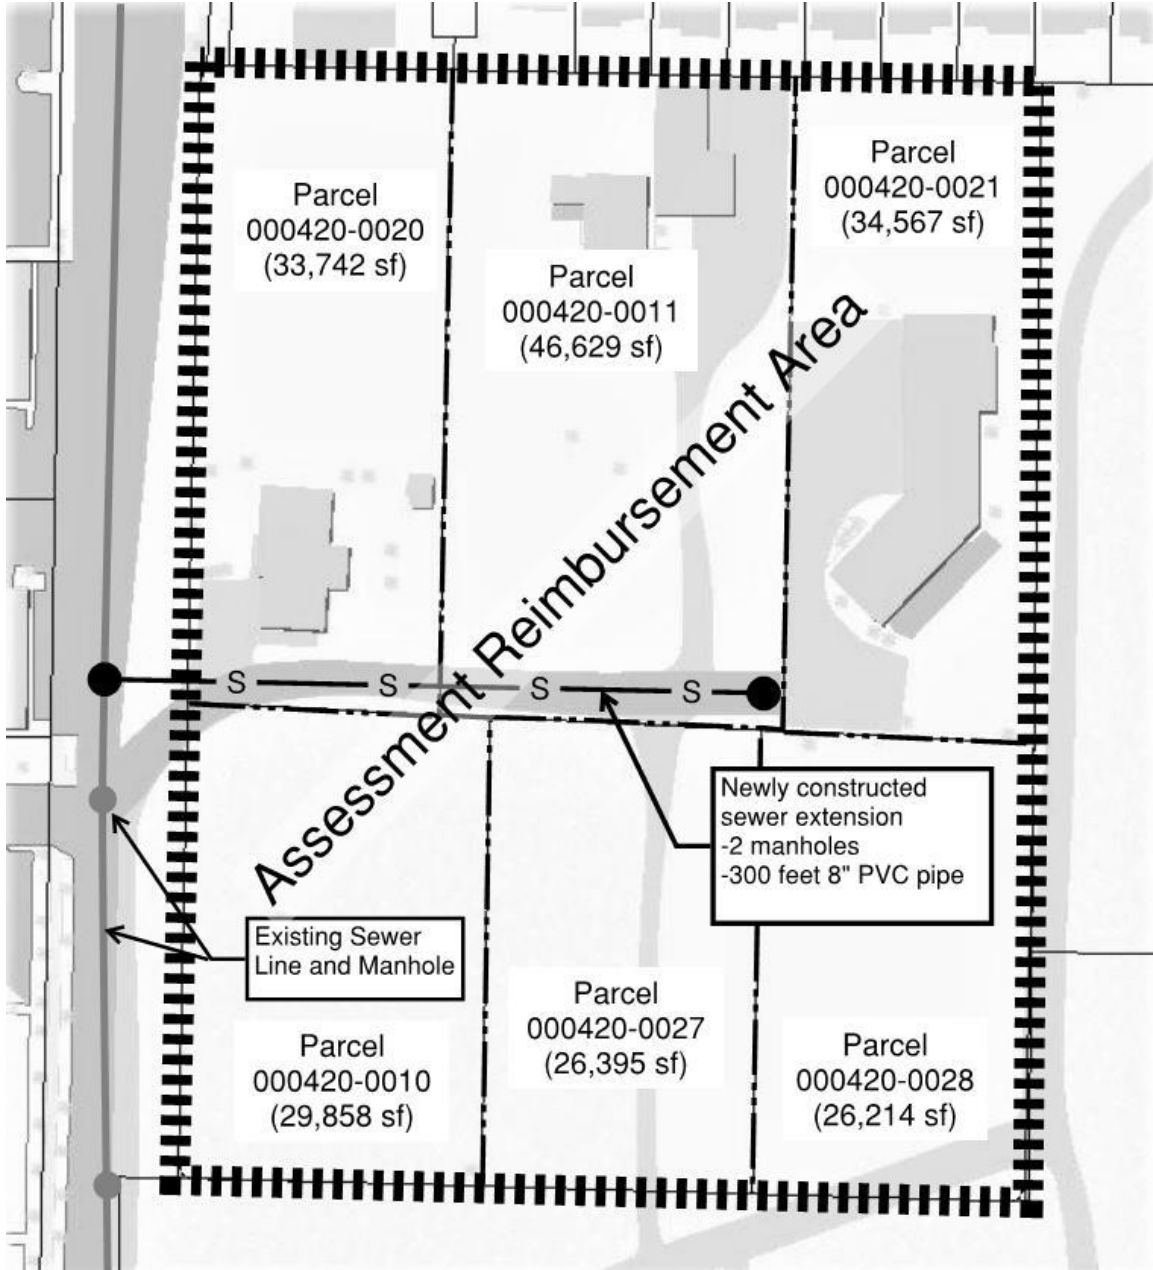 Parcel
000420-0020
(33,742 sf)
Parcel
000420-0011
(46,629 sf)
Parcel
000420-0021
(34,567 sf)
Assessment Reimbursement Area
S
S
S
S
Newly constructed
sewer extension
-2 manholes
-300 feet 8" PVC pipe
Existing Sewer
Line and Manhole
Parcel
000420-0010
(29,858 sf)
Parcel
000420-0027
(26,395 sf)
Parcel
000420-0028
(26,214 sf)